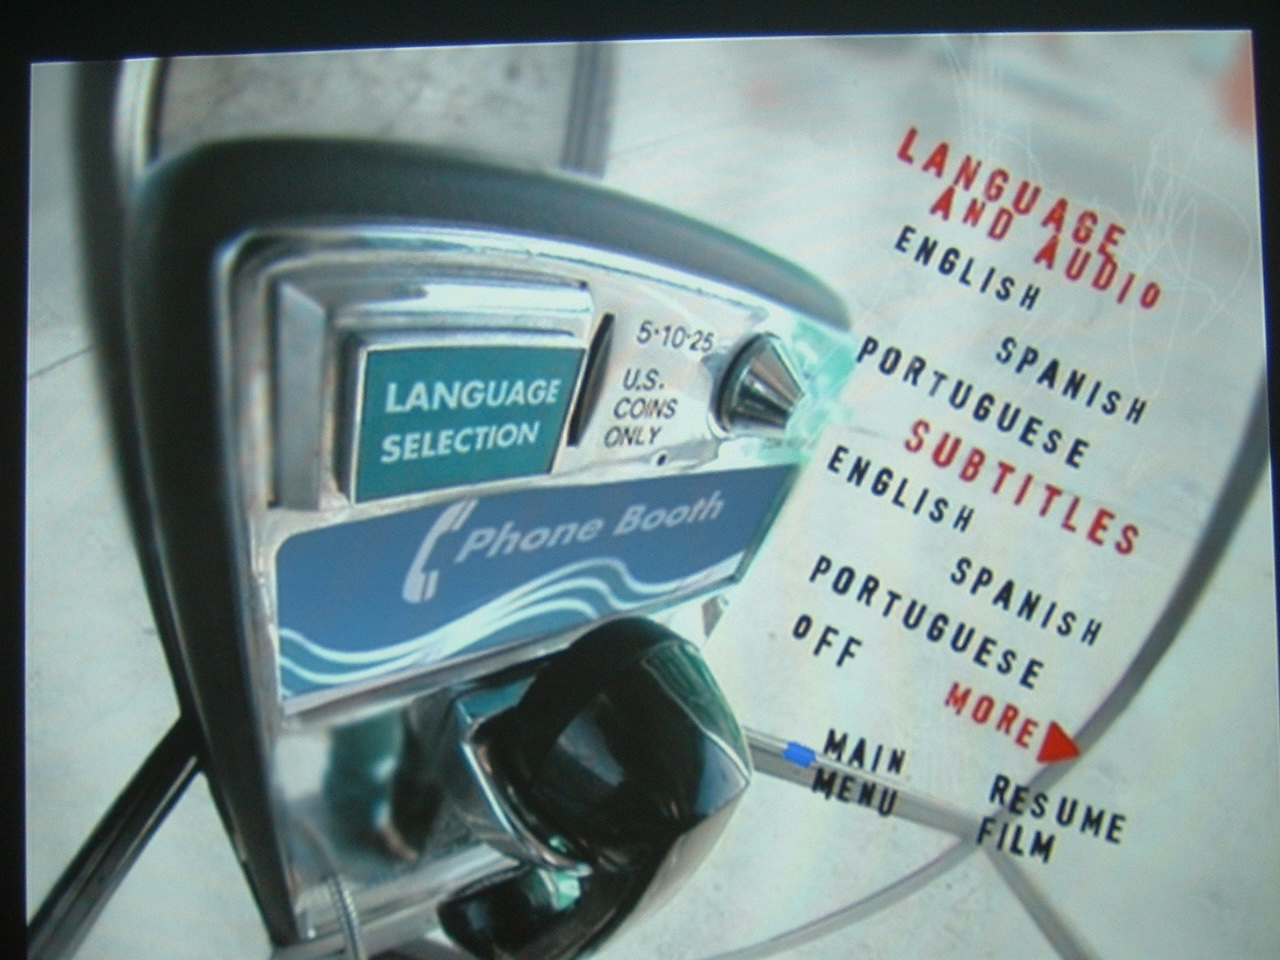 LANGUAGE
SELECTION
5·10·25
U.S.
COINS
ONLY
Phone Booth
LANGUAGE
AND AUDIO
ENGLISH
SPANISH
PORTUGUESE
SUBTITLES
ENGLISH
SPANISH
PORTUGUESE
OFF
MORE
MAIN
MENU
RESUME
FILM